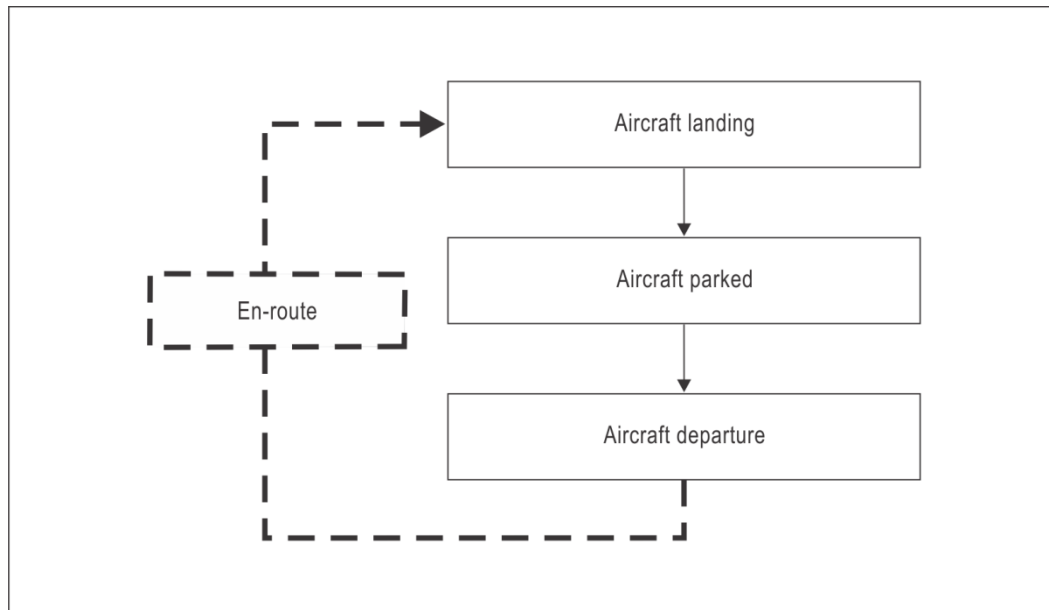 Aircraft landing
Aircraft parked
En-route
Aircraft departure